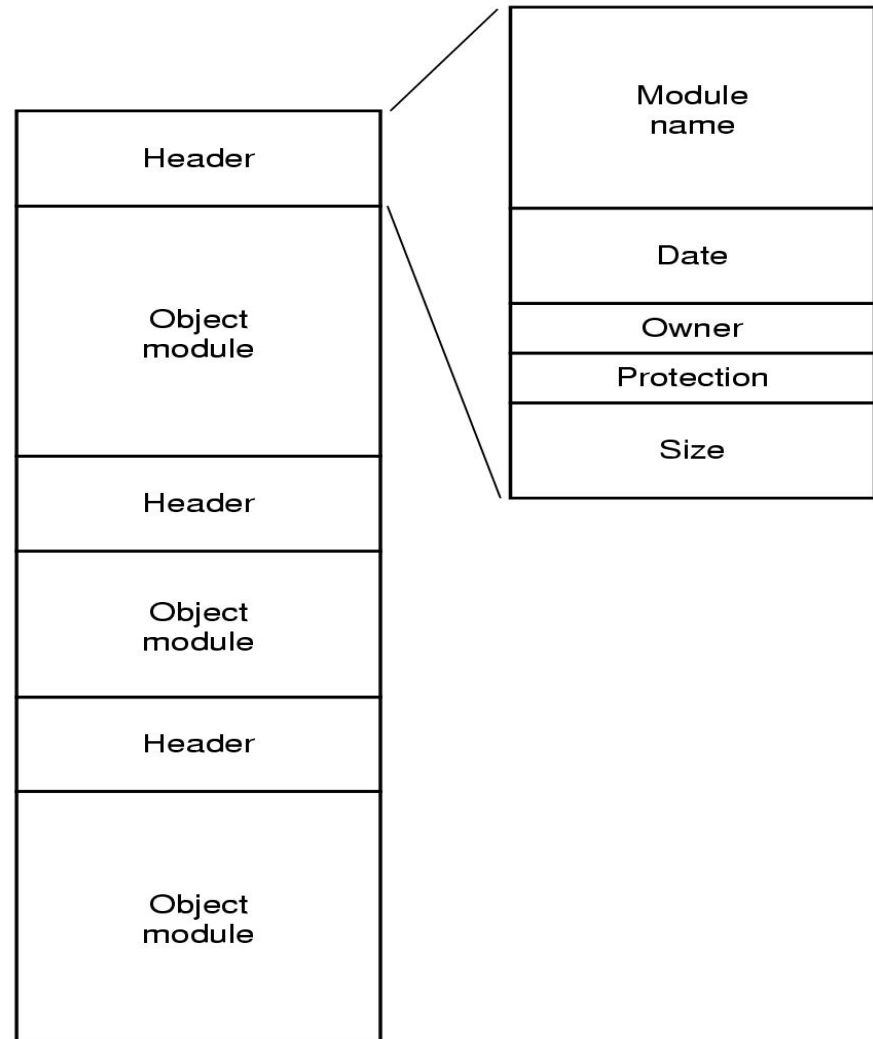 Header
Object
module
Header
Object
module
Header
Object
module
Module
name
Date
Owner
Protection
Size